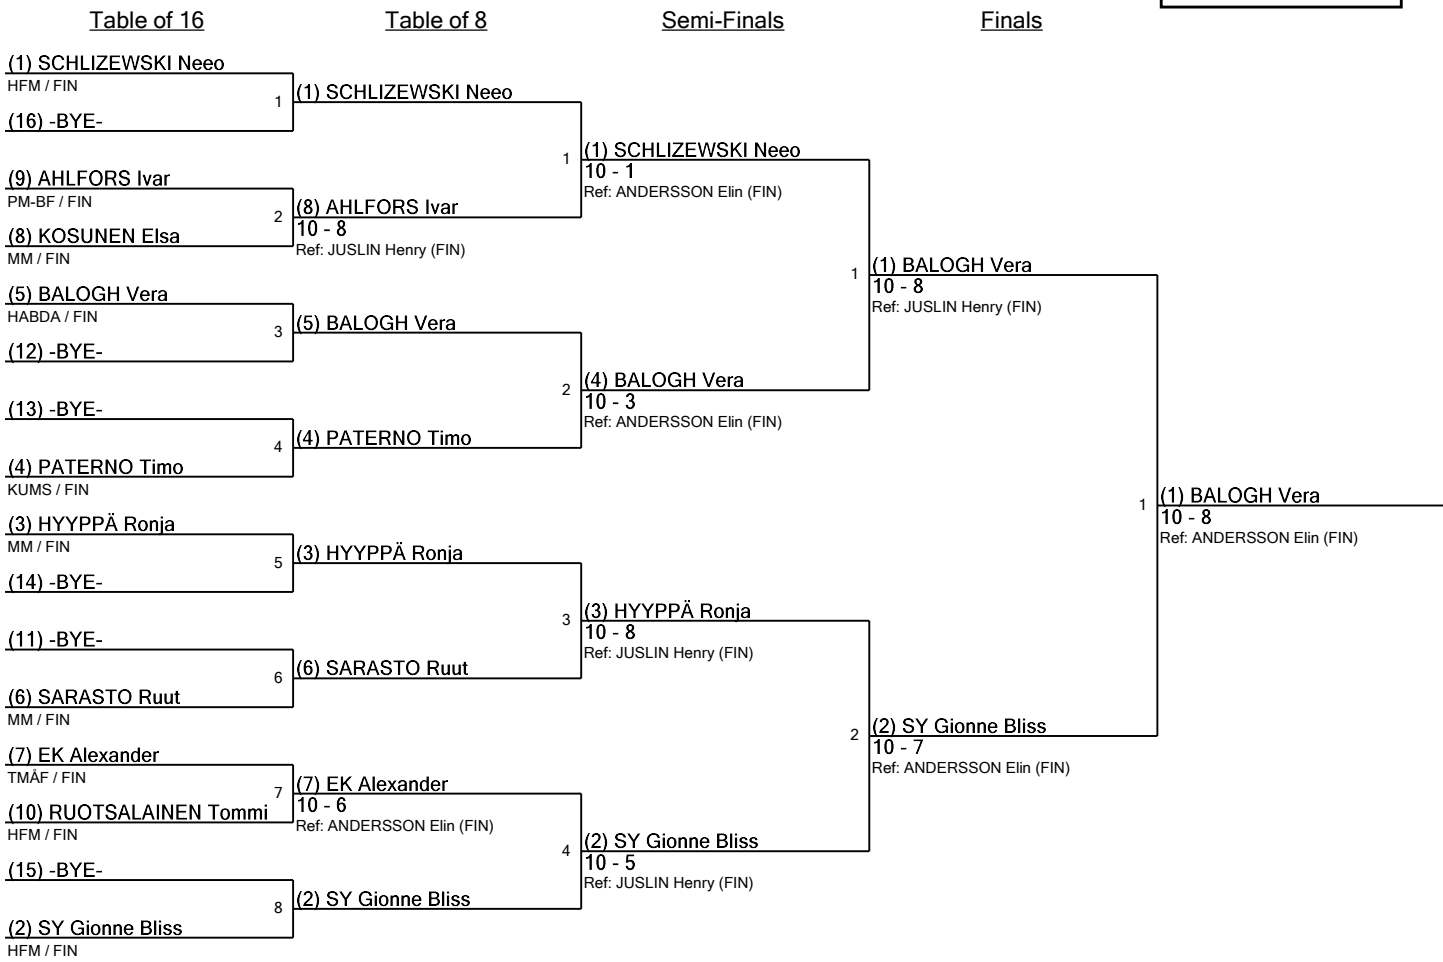 Table of 16
Table of 8
Semi-Finals
Finals
(1) SCHLIZEWSKI Neeo
HFM / FIN
1
(16) -BYE-
(9) AHLFORS Ivar
PM-BF / FIN
2
(8) KOSUNEN Elsa
MM / FIN
(5) BALOGH Vera
HABDA / FIN
3
(12) -BYE-
(13) -BYE-
4
(4) PATERNO Timo
KUMS / FIN
(3) HYYPPÄ Ronja
MM / FIN
5
(14) -BYE-
(11) -BYE-
6
(6) SARASTO Ruut
MM / FIN
(7) EK Alexander
TMÅF / FIN
7
(10) RUOTSALAINEN Tommi
HFM / FIN
(15) -BYE-
8
(2) SY Gionne Bliss
HFM / FIN
(1) SCHLIZEWSKI Neeo
1
(8) AHLFORS Ivar
10 - 8
Ref: JUSLIN Henry (FIN)
(5) BALOGH Vera
2
(4) PATERNO Timo
(3) HYYPPÄ Ronja
3
(6) SARASTO Ruut
(7) EK Alexander
10 - 6
Ref: ANDERSSON Elin (FIN)
4
(2) SY Gionne Bliss
(1) SCHLIZEWSKI Neeo
10 - 1
Ref: ANDERSSON Elin (FIN)
1
(4) BALOGH Vera
10 - 3
Ref: ANDERSSON Elin (FIN)
(3) HYYPPÄ Ronja
10 - 8
Ref: JUSLIN Henry (FIN)
2
(2) SY Gionne Bliss
10 - 5
Ref: JUSLIN Henry (FIN)
(1) BALOGH Vera
10 - 8
Ref: JUSLIN Henry (FIN)
1
(2) SY Gionne Bliss
10 - 7
Ref: ANDERSSON Elin (FIN)
(1) BALOGH Vera
10 - 8
Ref: ANDERSSON Elin (FIN)